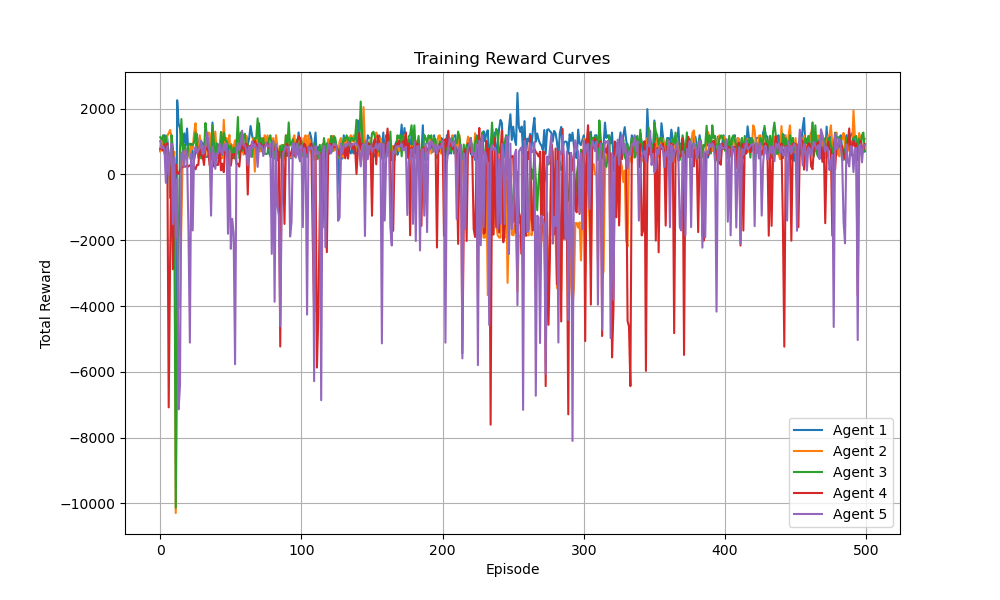 Training Reward Curves
2000
0
−2000
−4000
−6000
−8000
−10000
Total Reward
0 100 200 300 400 500
Episode
Agent 1
Agent 2
Agent 3
Agent 4
Agent 5